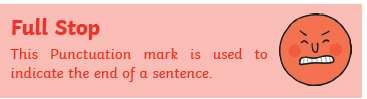 Full Stop
This Punctuation mark is used to
indicate the end of a sentence.